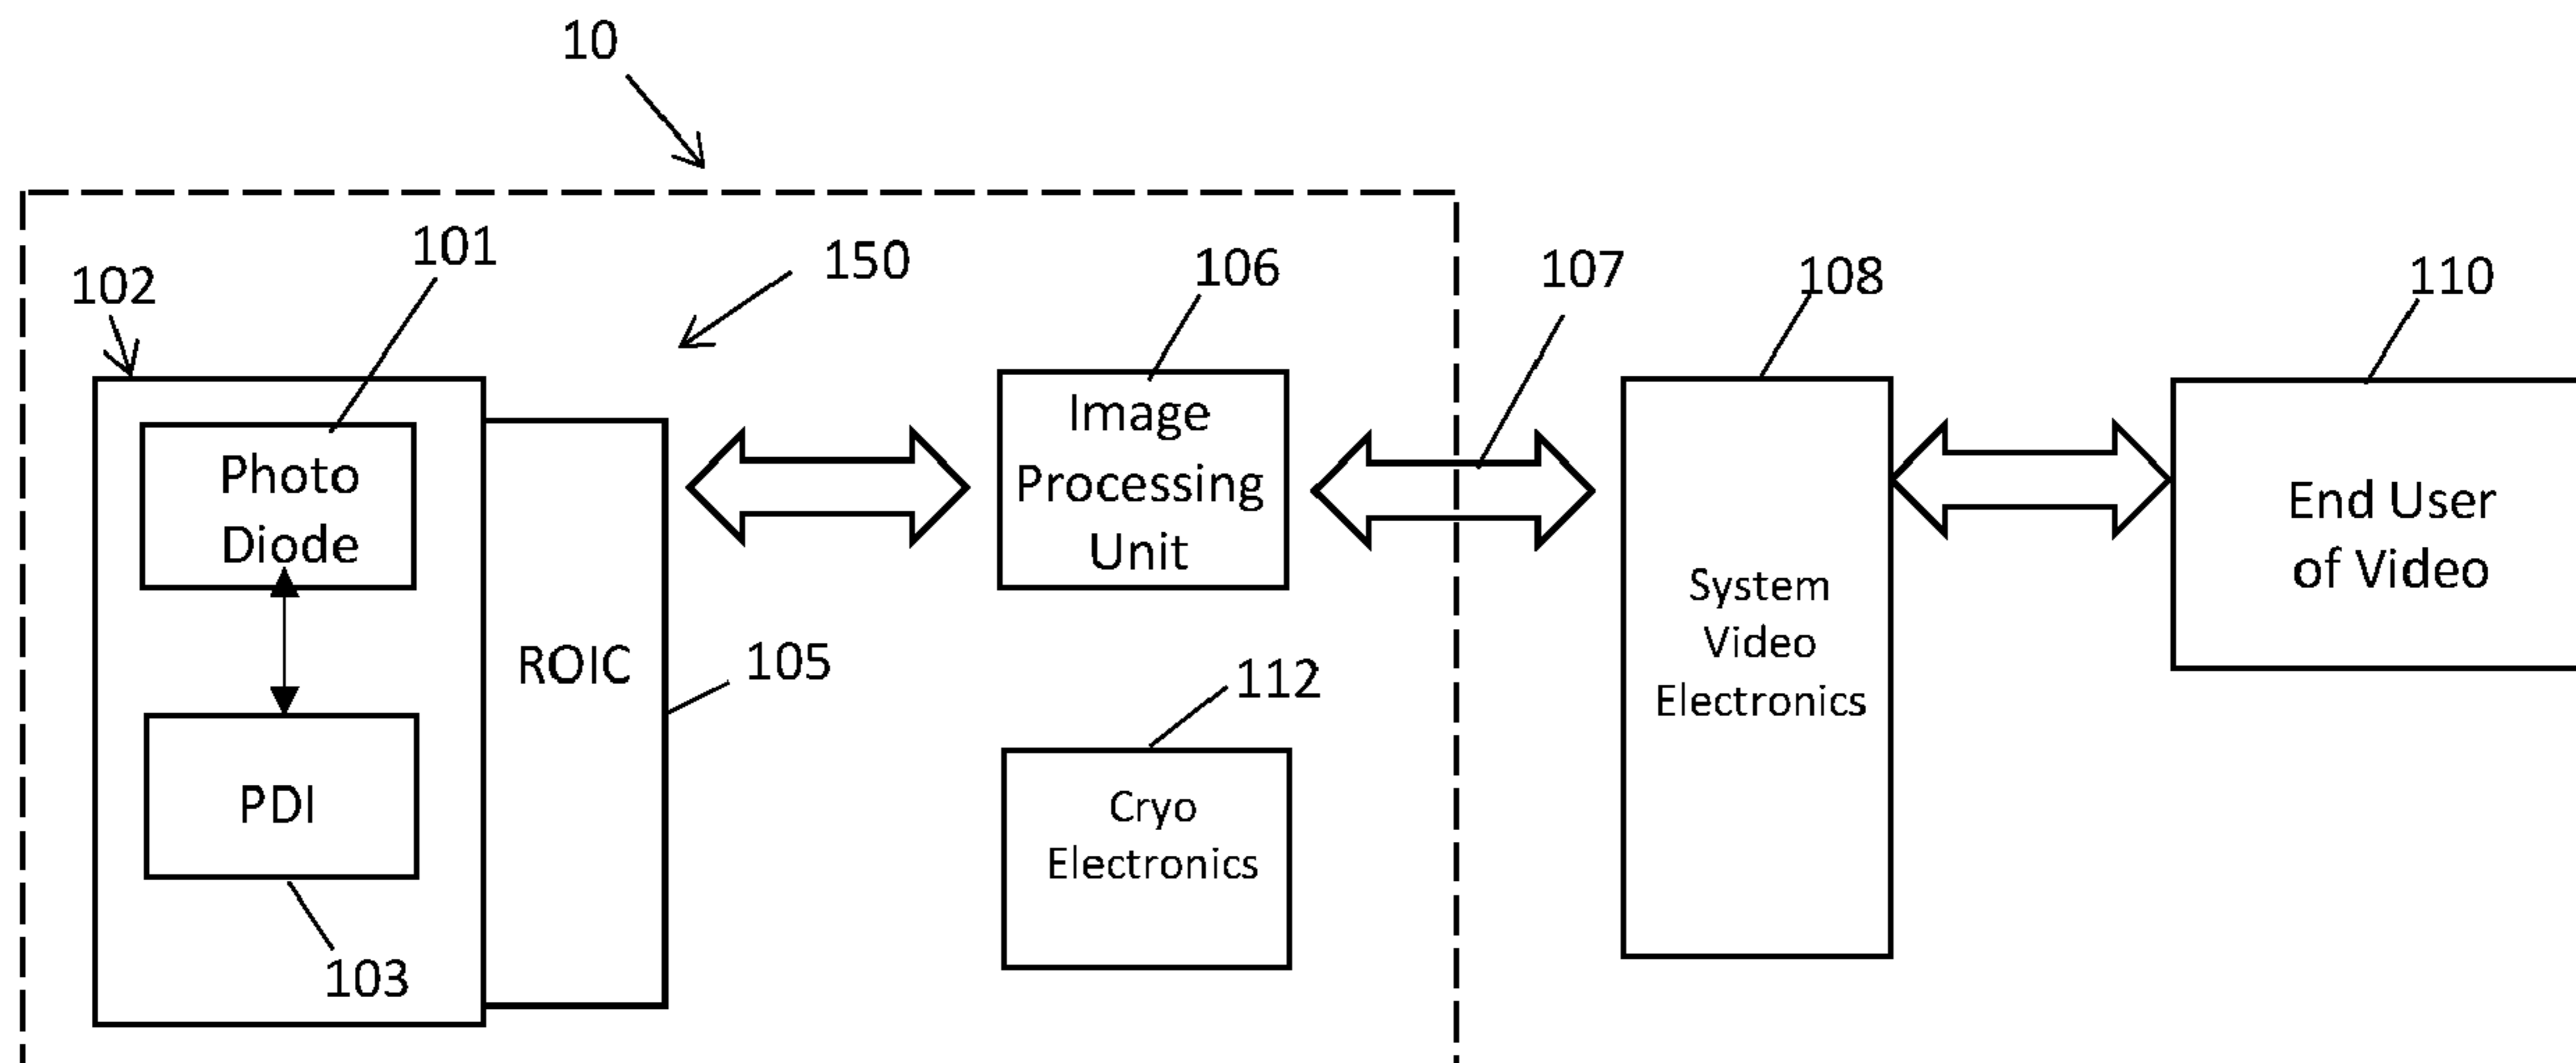 10
101
102
150
106
107
108
110
Photo
Diode
ROIC
Image
Processing
Unit
System
Video
Electronics
End User
of Video
105
112
PDI
Cryo
Electronics
103